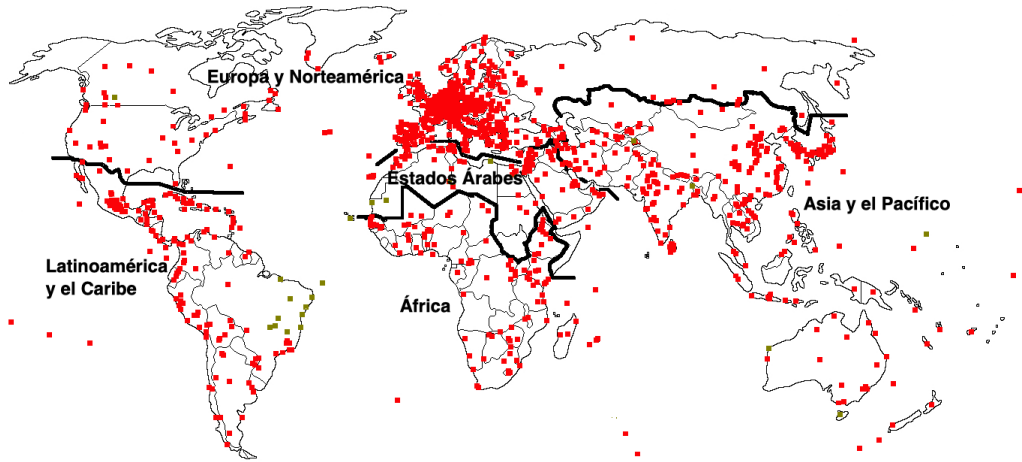 Europa y Norteamérica
Estados Árabes
Asia y el Pacífico
Latinoamérica
y el Caribe
África